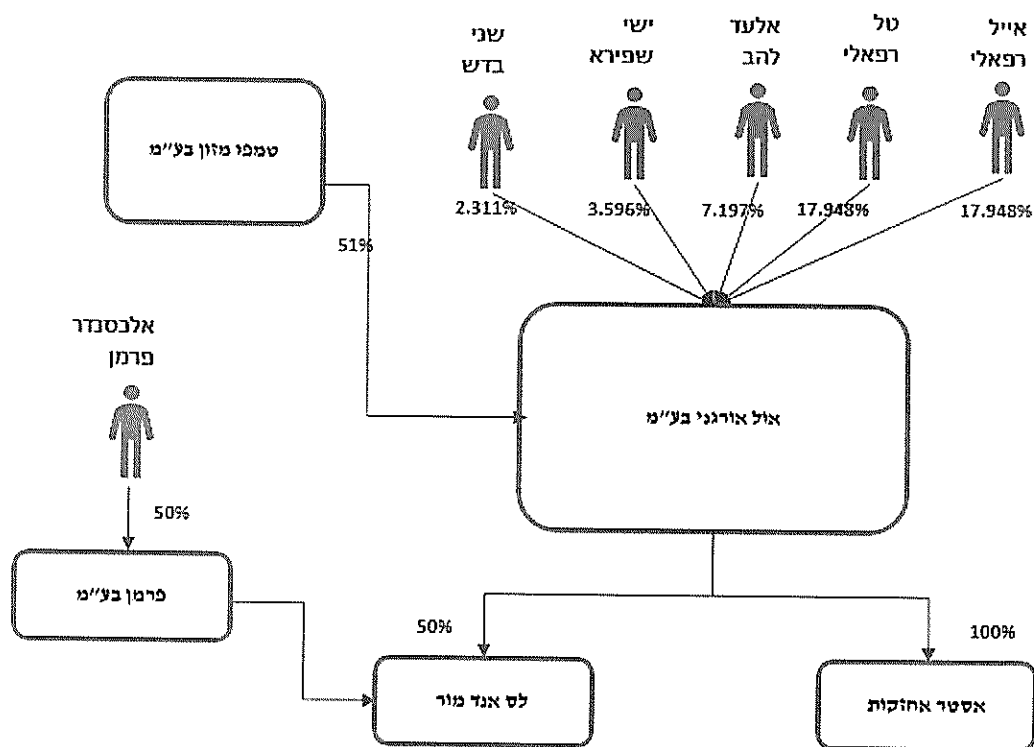 אייל
רפאלי
טל
רפאלי
אלעד
להב
ישי
שפירא
שני
בדש
17.948%
17.948%
7.197%
3.596%
2.311%
טמפו מזון בע״מ
51%
אלכסנדר
פרמן
50%
אול אורגני בע״מ
פרמן בע״מ
50%
100%
לס אנד מור
אסטר אחזקות